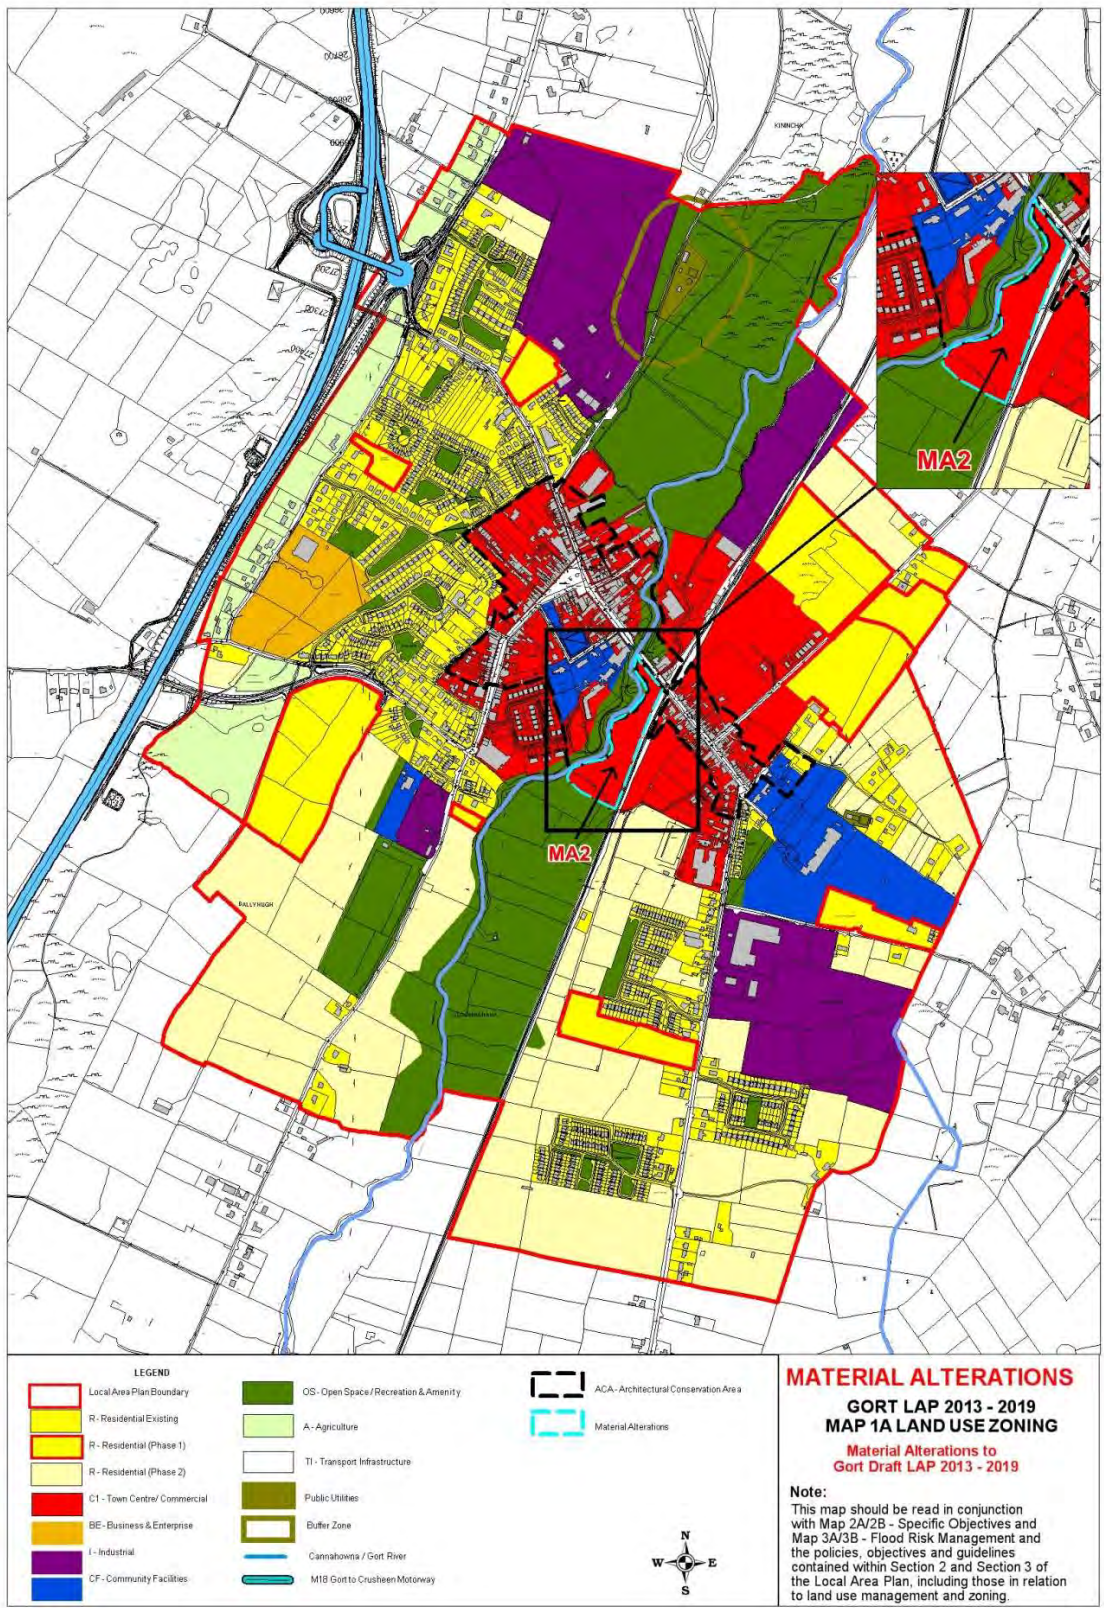 KININCHA
MA2
MA2
BALLYHUGH
LEGEND
Local Area Plan Boundary
R - Residential Existing
R - Residential (Phase 1)
R - Residential (Phase 2)
C1 - Town Centre/ Commercial
BE - Business & Enterprise
I - Industrial
CF - Community Facilities
OS - Open Space / Recreation & Amenity
A - Agriculture
TI - Transport Infrastructure
Public Utilities
Buffer Zone
Cannahowna / Gort River
M18 Gort to Crusheen Motorway
ACA - Architectural Conservation Area
Material Alterations
N
W E
S
MATERIAL ALTERATIONS
GORT LAP 2013 - 2019
MAP 1A LAND USE ZONING
Material Alterations to
Gort Draft LAP 2013 - 2019
Note:
This map should be read in conjunction
with Map 2A/2B - Specific Objectives and
Map 3A/3B - Flood Risk Management and
the policies, objectives and guidelines
contained within Section 2 and Section 3 of
the Local Area Plan, including those in relation
to land use management and zoning.